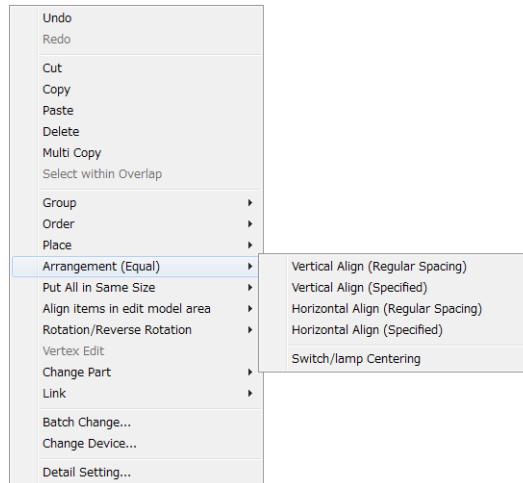 Undo
Redo
Cut
Copy
Paste
Delete
Multi Copy
Select within Overlap
Group
Order
Place
Arrangement (Equal)
Put All in Same Size
Align items in edit model area
Rotation/Reverse Rotation
Vertex Edit
Change Part
Link
Batch Change...
Change Device...
Detail Setting...
Vertical Align (Regular Spacing)
Vertical Align (Specified)
Horizontal Align (Regular Spacing)
Horizontal Align (Specified)
Switch/lamp Centering